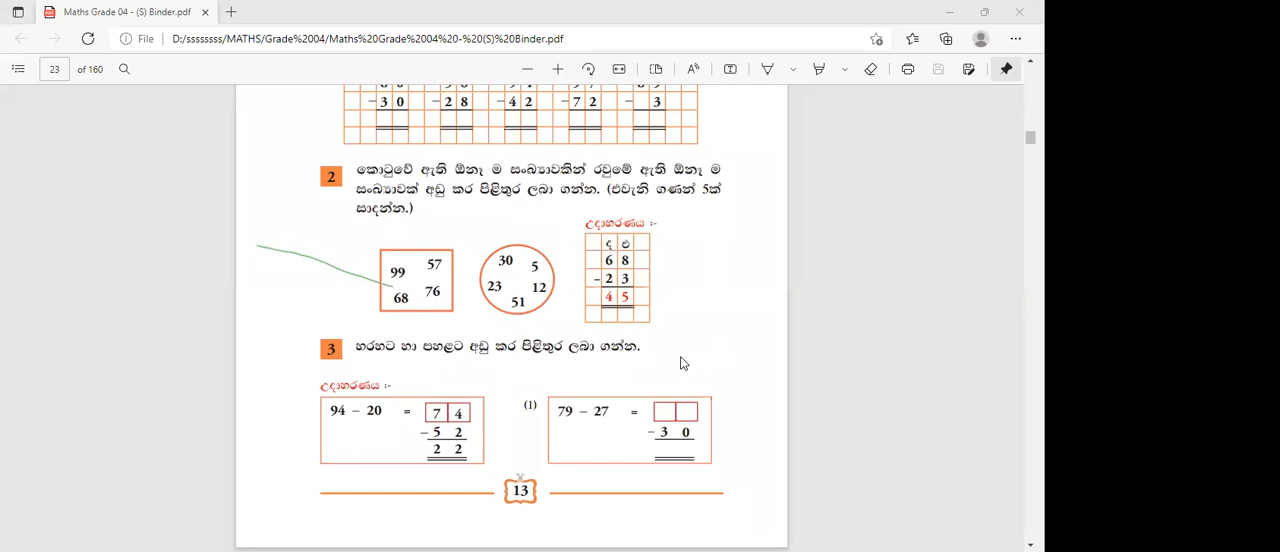 Maths Grade 04 - (S) Binder.pdf
File D:/ssssssss/MATHS/Grade%2004/Maths%20Grade%2004%20-%20%20(S)%20Binder.pdf
23 of 160
- 3 0 - 2 8 - 4 2 - 7 2 - 3
2 කොටුවේ ඇති ඕනෑ ම සංඛ්‍යාවකින් රවුමේ ඇති ඕනෑ ම
සංඛ්‍යාවක් අඩු කර පිළිතුර ලබා ගන්න. (එවැනි ගණන් 5ක්
සාදන්න.)
උදාහරණය :-
ද එ
99 57 68 76
30 5 23 12 51
6 8
- 2 3
4 5
3 හරහට හා පහළට අඩු කර පිළිතුර ලබා ගන්න.
උදාහරණය :-
94 - 20 = 7 4
- 5 2
2 2
(1) 79 - 27 =
- 3 0
13